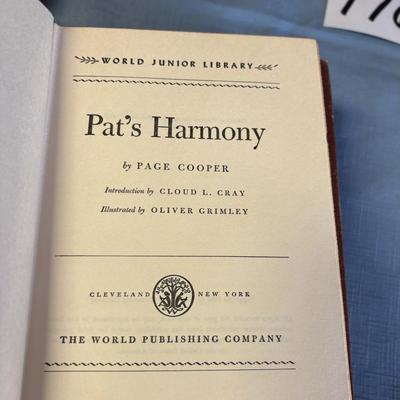 WORLD JUNIOR LIBRARY
Pat's Harmony
by PAGE COOPER
Introduction by CLOUD L. CRAY
Illustrated by OLIVER GRIMLEY
CLEVELAND NEW YORK
THE WORLD PUBLISHING COMPANY